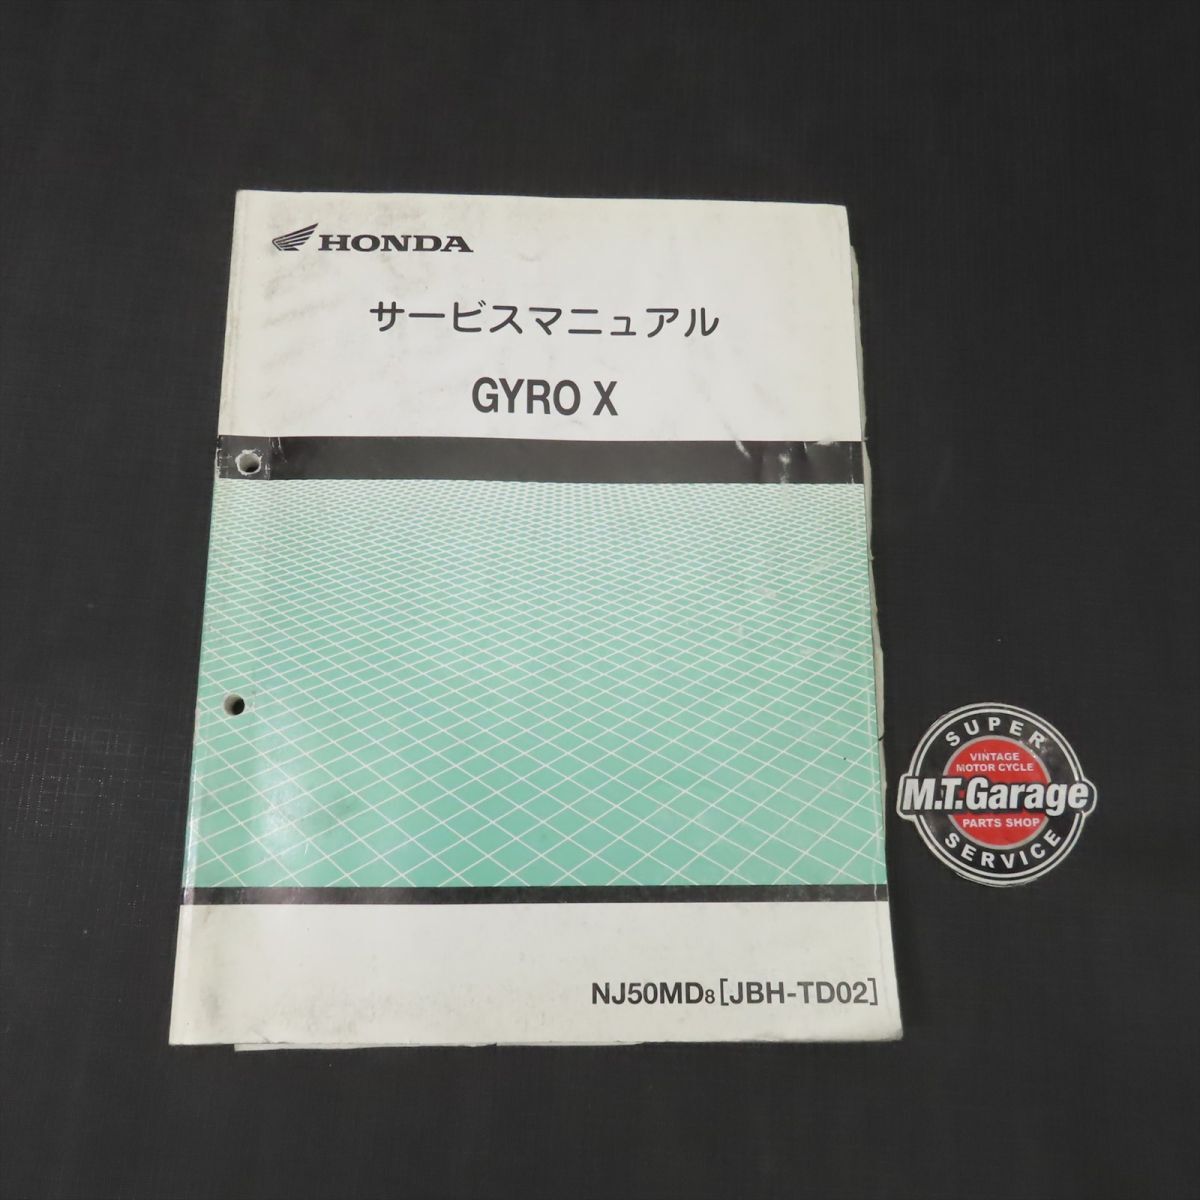 HONDA
サービスマニュアル
GYRO X
NJ50MD8[JBH-TD02]
SUPER
VINTAGE
MOTOR CYCLE
M.T.Garage
PARTS SHOP
SERVICE